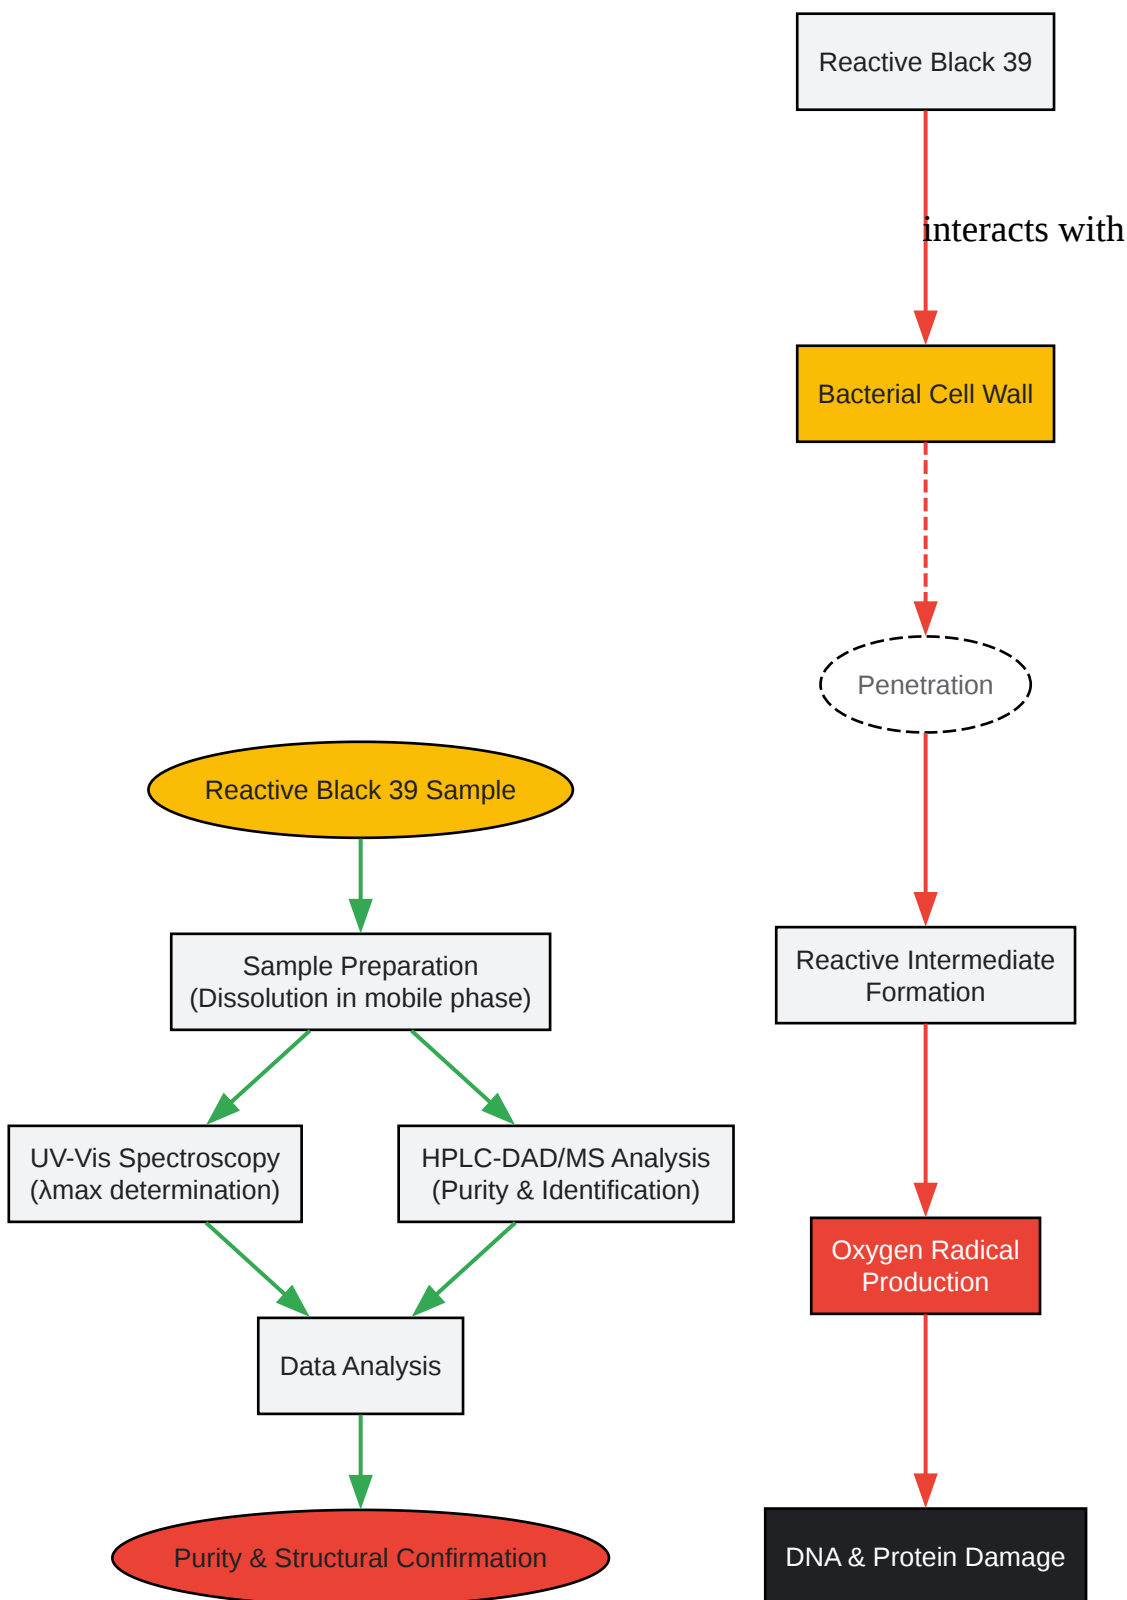 Reactive Black 39
interacts with
Bacterial Cell Wall
Penetration
Reactive Intermediate
Formation
Oxygen Radical
Production
DNA & Protein Damage
Reactive Black 39 Sample
Sample Preparation
(Dissolution in mobile phase)
UV-Vis Spectroscopy
(λmax determination)
HPLC-DAD/MS Analysis
(Purity & Identification)
Data Analysis
Purity & Structural Confirmation